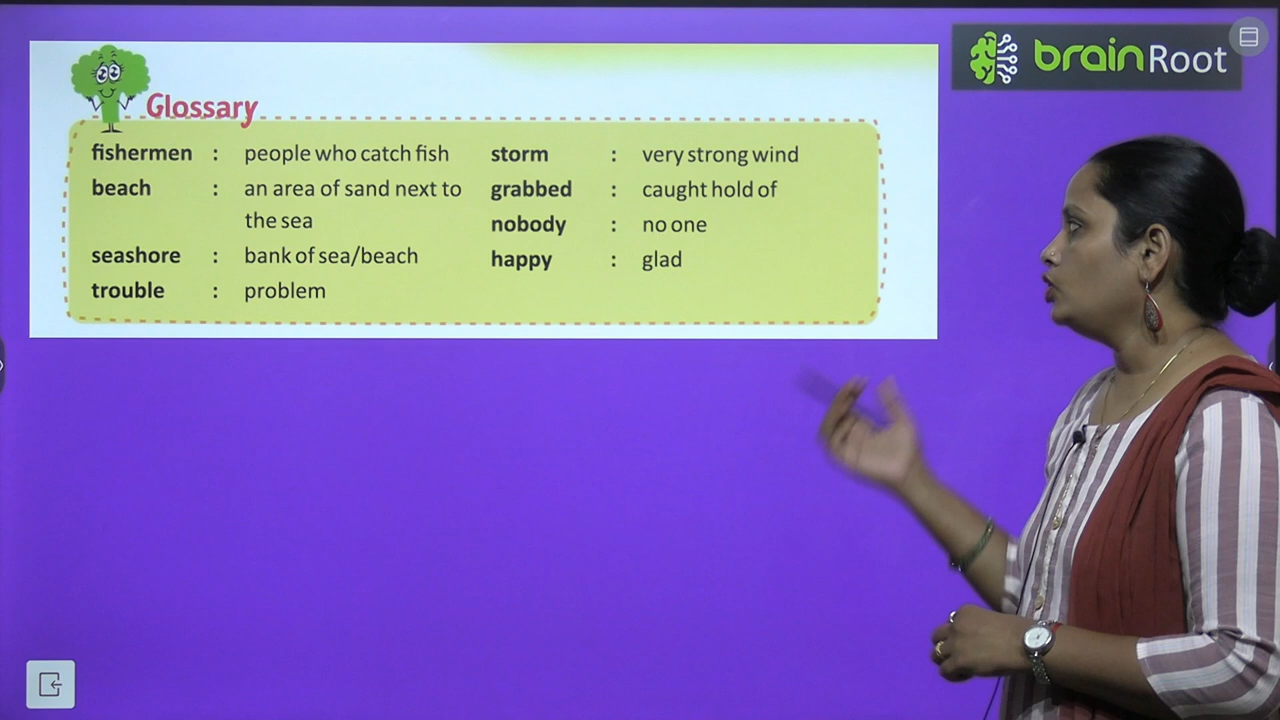 brainRoot
Glossary
fishermen : people who catch fish
beach : an area of sand next to
the sea
seashore : bank of sea/beach
trouble : problem
storm : very strong wind
grabbed : caught hold of
nobody : no one
happy : glad